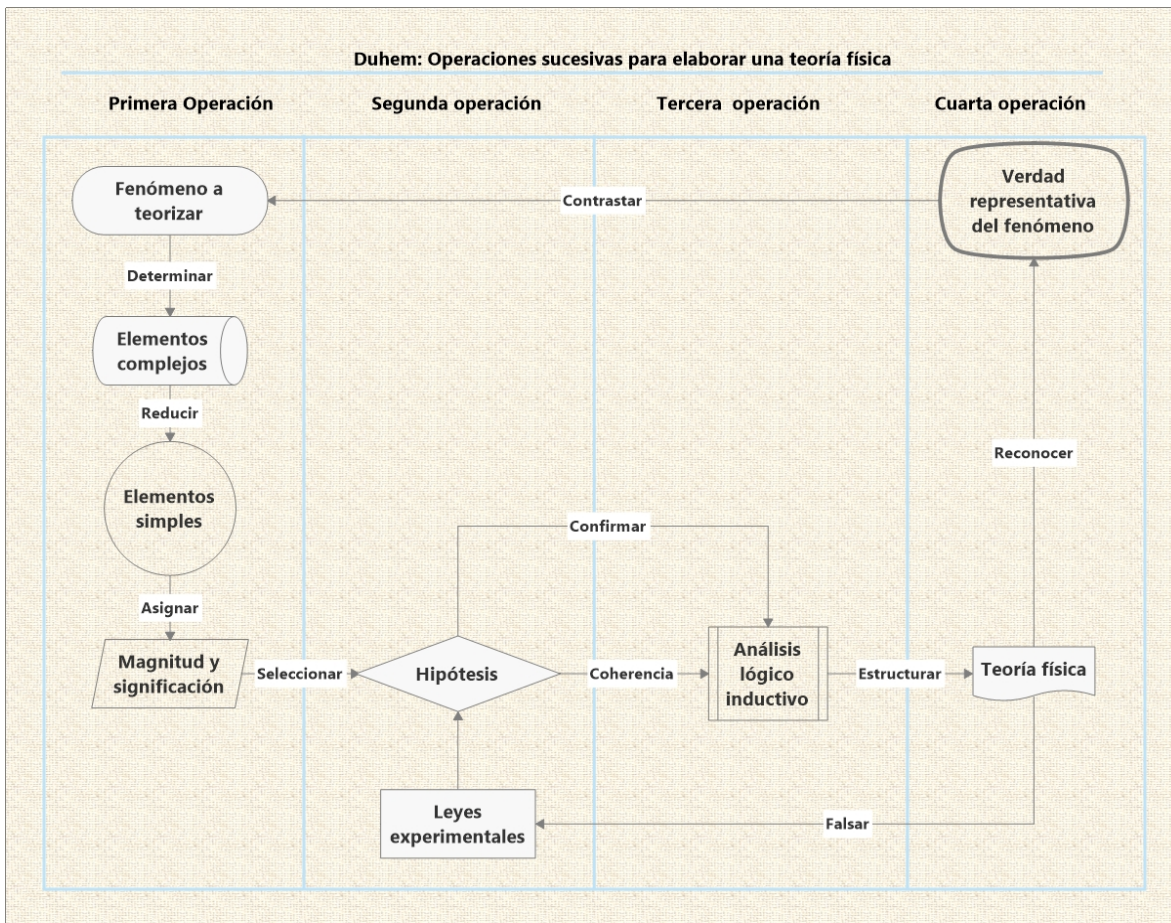 Duhem: Operaciones sucesivas para elaborar una teoría física
Primera Operación
Segunda operación
Tercera operación
Cuarta operación
Fenómeno a
teorizar
Contrastar
Verdad
representativa
del fenómeno
Determinar
Elementos
complejos
Reducir
Reconocer
Elementos
simples
Confirmar
Asignar
Magnitud y
significación
Seleccionar
Hipótesis
Coherencia
Análisis
lógico
inductivo
Estructurar
Teoría física
Leyes
experimentales
Falsar